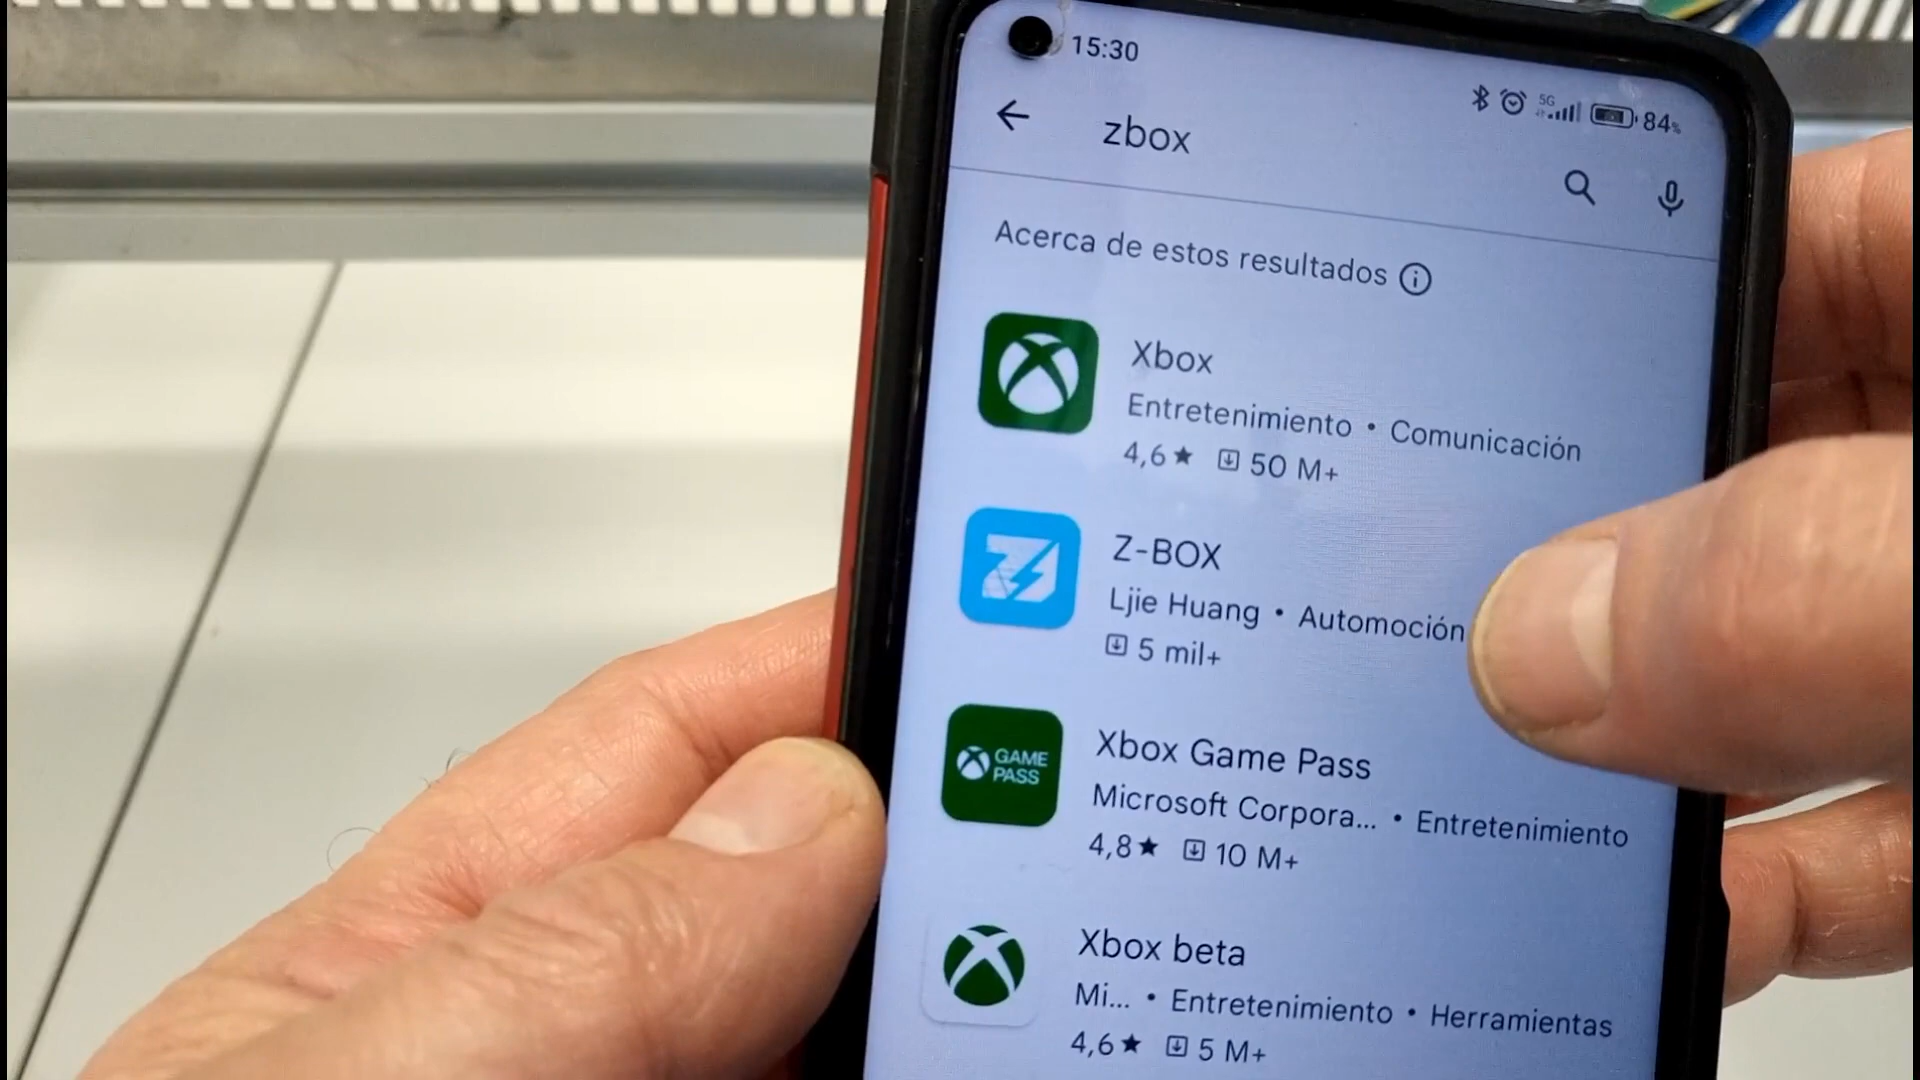 15:30
5G
84%
zbox
Acerca de estos resultados
Xbox
Entretenimiento • Comunicación
4,6★ 50 M+
Z-BOX
Ljie Huang • Automoción
5 mil+
GAME
PASS
Xbox Game Pass
Microsoft Corpora... • Entretenimiento
4,8★ 10 M+
Xbox beta
Mi... • Entretenimiento • Herramientas
4,6★ 5 M+